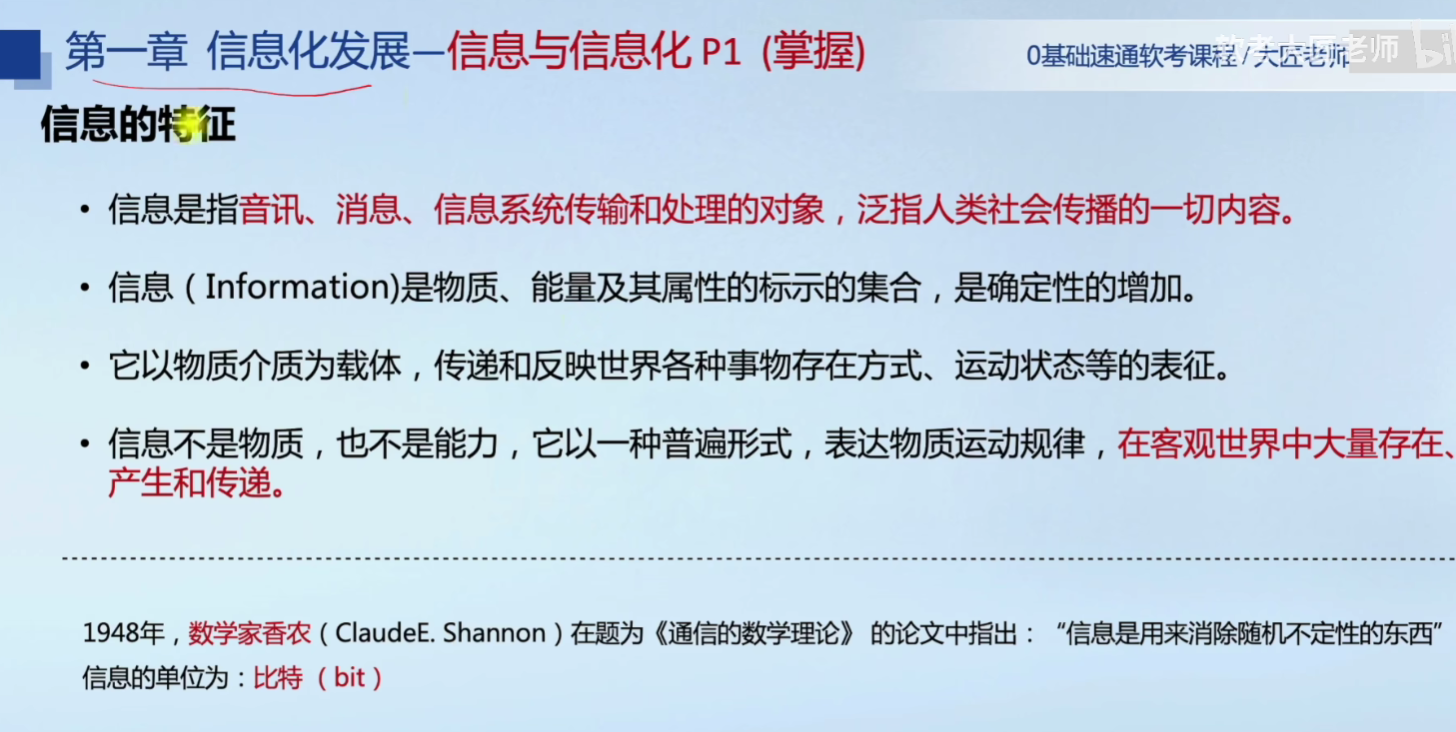 第一章 信息化发展—信息与信息化 P1 (掌握)
0基础速通软考课程 大匠老师
软考大匠老师
信息的特征
• 信息是指音讯、消息、信息系统传输和处理的对象，泛指人类社会传播的一切内容。
• 信息（Information)是物质、能量及其属性的标示的集合，是确定性的增加。
• 它以物质介质为载体，传递和反映世界各种事物存在方式、运动状态等的表征。
• 信息不是物质，也不是能力，它以一种普遍形式，表达物质运动规律，在客观世界中大量存在、
产生和传递。
1948年，数学家香农（ClaudeE. Shannon）在题为《通信的数学理论》 的论文中指出：“信息是用来消除随机不定性的东西”
信息的单位为：比特（bit）